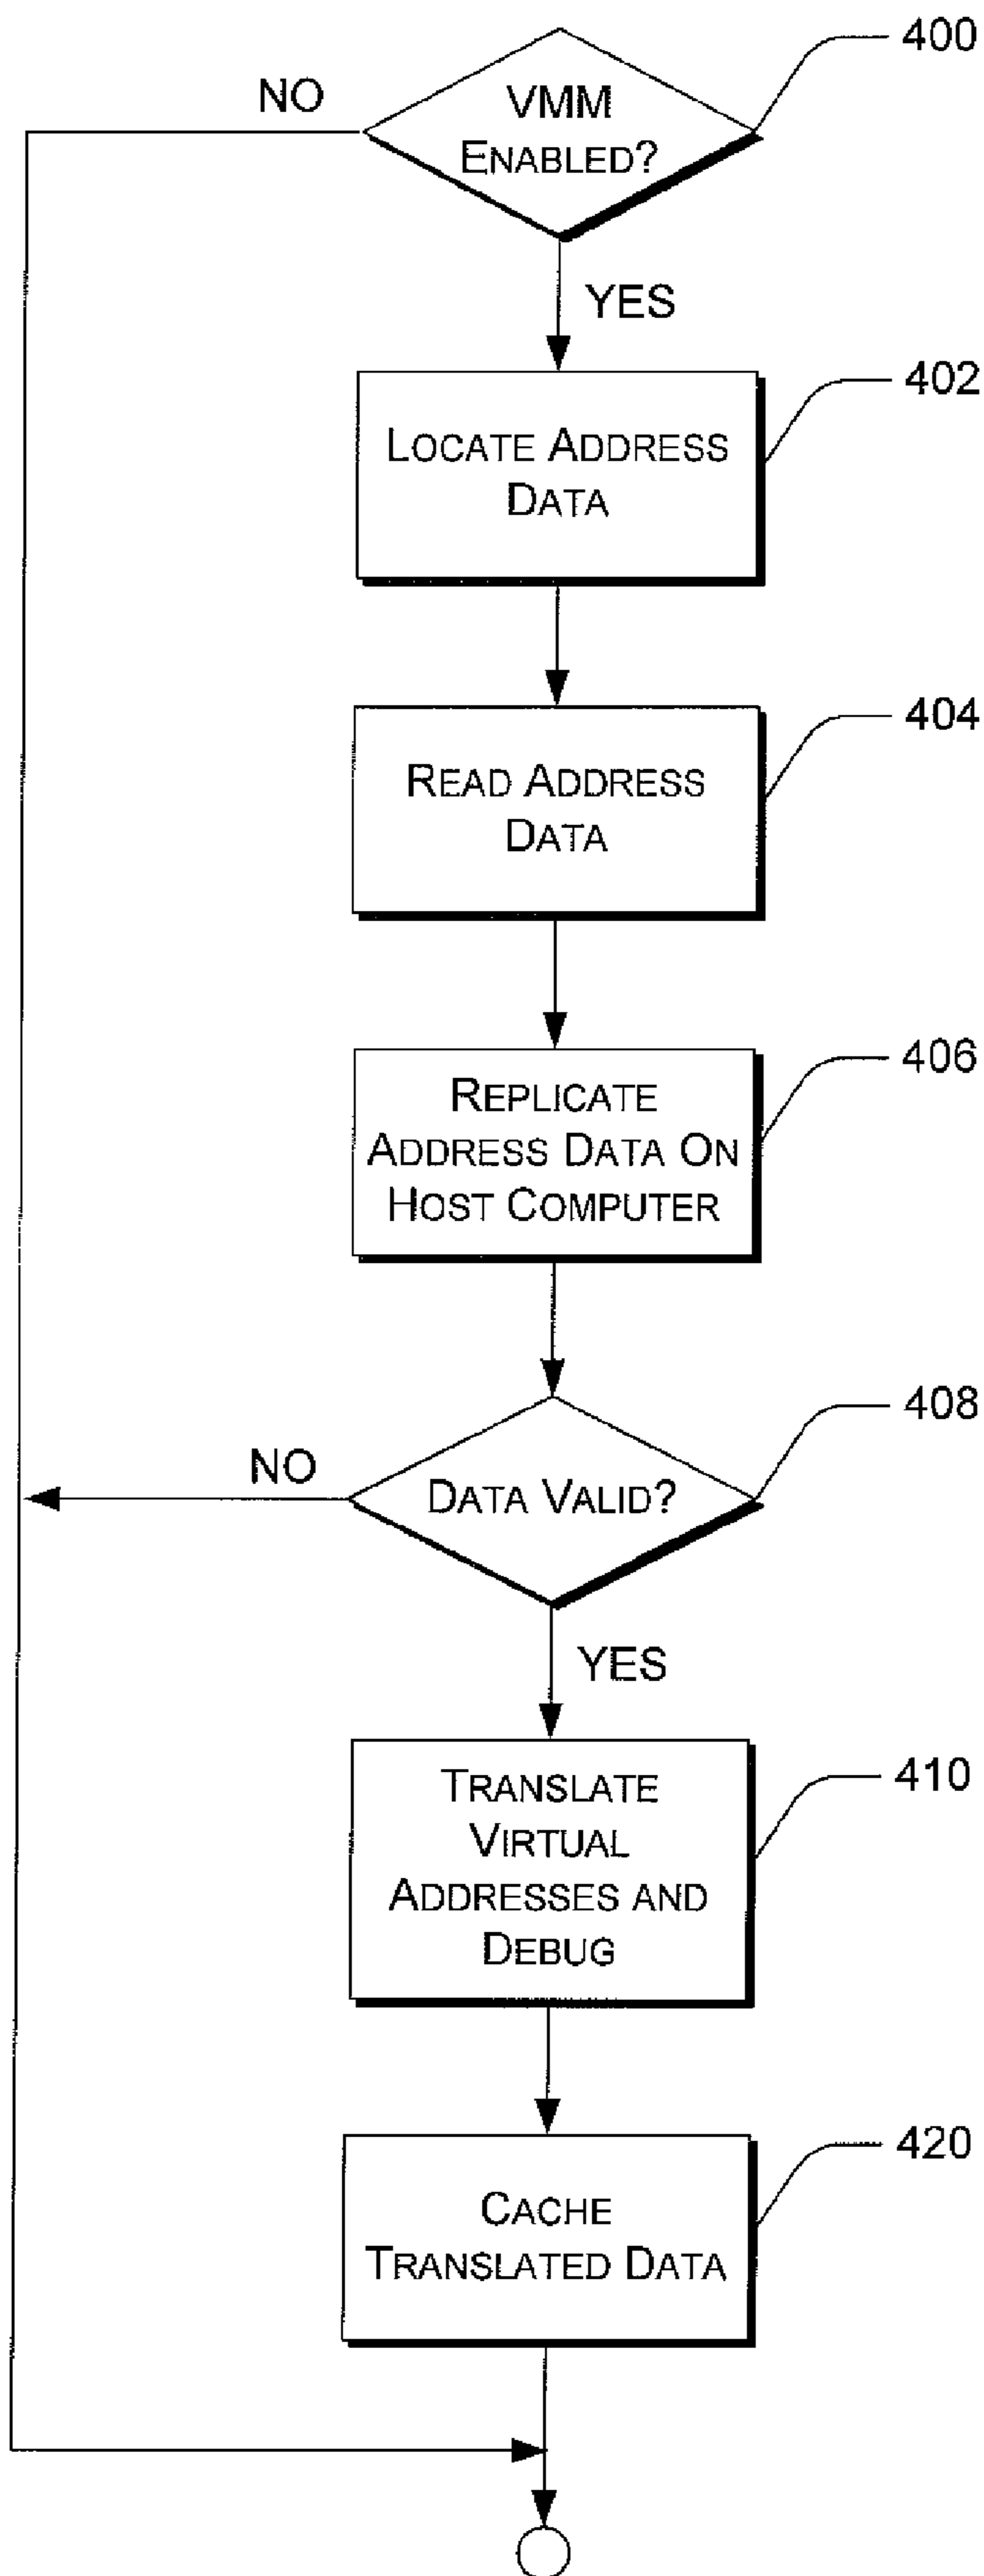 400
NO
VMM
ENABLED?
YES
402
LOCATE ADDRESS
DATA
404
READ ADDRESS
DATA
406
REPLICATE
ADDRESS DATA ON
HOST COMPUTER
408
NO
DATA VALID?
YES
410
TRANSLATE
VIRTUAL
ADDRESSES AND
DEBUG
420
CACHE
TRANSLATED DATA